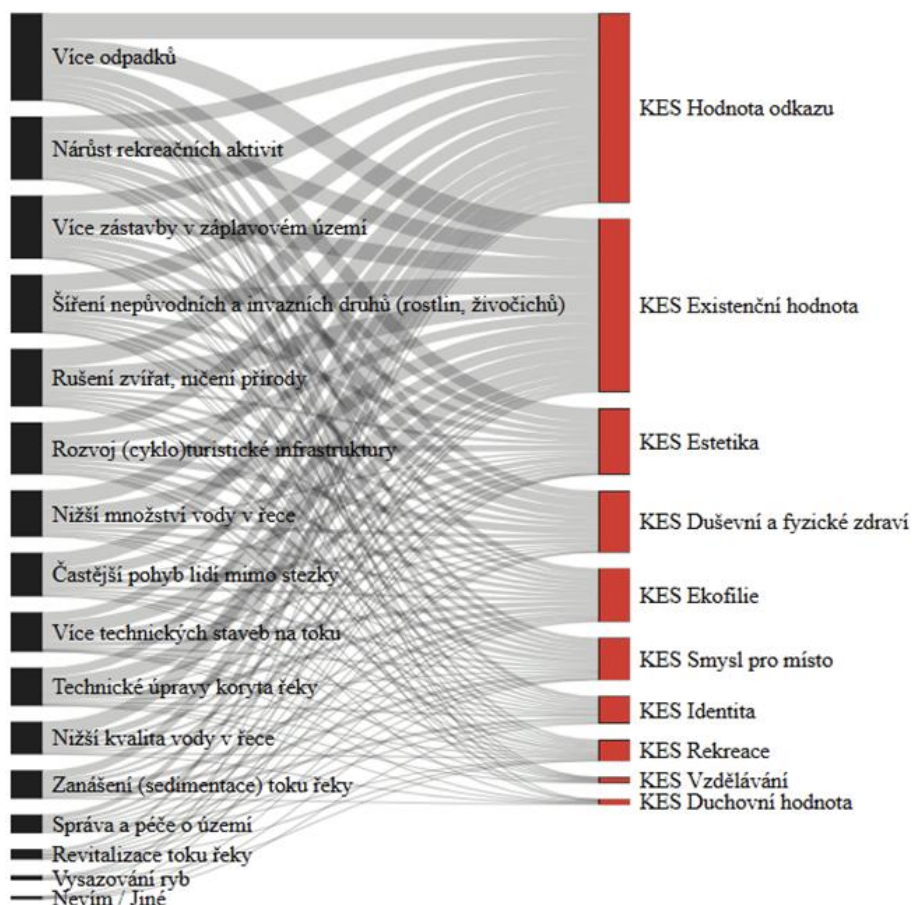 Více odpadků
Nárůst rekreačních aktivit
Více zástavby v záplavovém území
Šíření nepůvodních a invazních druhů (rostlin, živočichů)
Rušení zvířat, ničení přírody
Rozvoj (cyklo)turistické infrastruktury
Nižší množství vody v řece
Častější pohyb lidí mimo stezky
Více technických staveb na toku
Technické úpravy koryta řeky
Nižší kvalita vody v řece
Zanášení (sedimentace) toku řeky
Správa a péče o území
Revitalizace toku řeky
Vysazování ryb
Nevím / Jiné
KES Hodnota odkazu
KES Existenční hodnota
KES Estetika
KES Duševní a fyzické zdraví
KES Ekofilie
KES Smysl pro místo
KES Identita
KES Rekreace
KES Vzdělávání
KES Duchovní hodnota